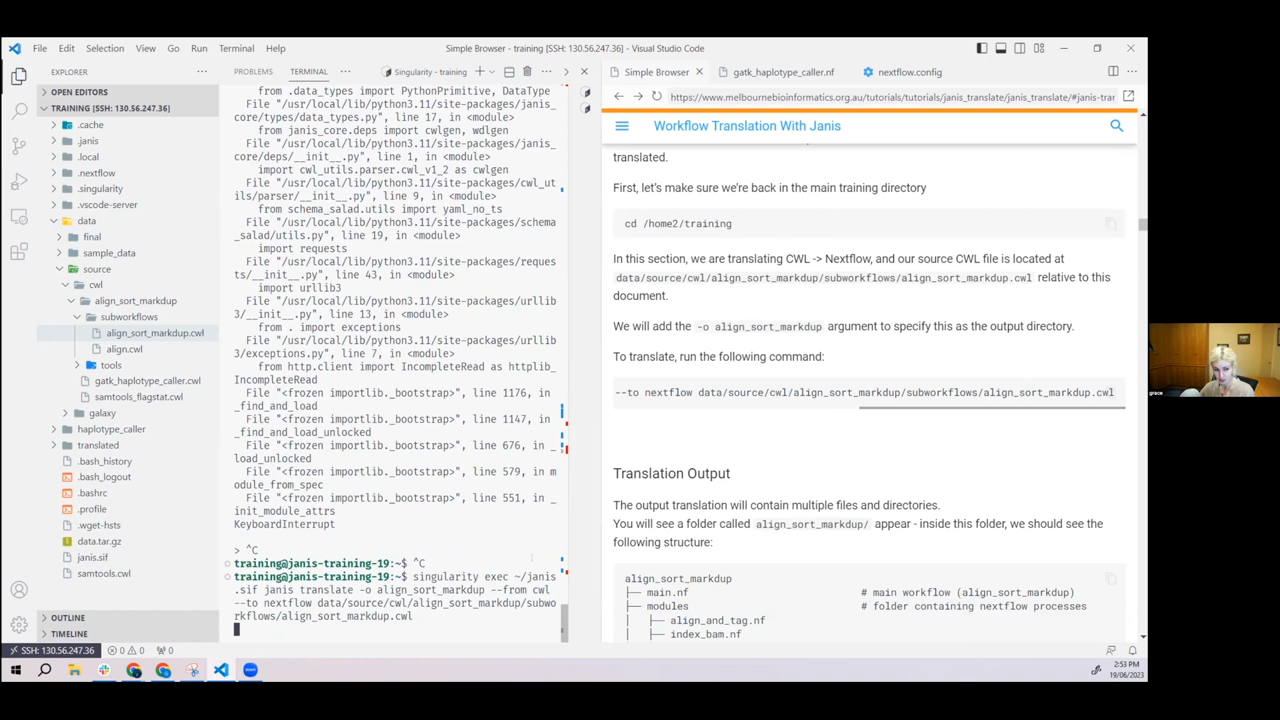 File Edit Selection View Go Run Terminal Help
Simple Browser - training [SSH: 130.56.247.36] - Visual Studio Code
EXPLORER
OPEN EDITORS
TRAINING [SSH: 130.56.247.36]
.cache
.janis
.local
.nextflow
.singularity
.vscode-server
data
final
sample_data
source
cwl
align_sort_markdup
subworkflows
align_sort_markdup.cwl
align.cwl
tools
gatk_haplotype_caller.cwl
samtools_flagstat.cwl
galaxy
haplotype_caller
translated
.bash_history
.bash_logout
.bashrc
.profile
.wget-hsts
data.tar.gz
janis.sif
samtools.cwl
OUTLINE
TIMELINE
PROBLEMS TERMINAL
Singularity - training
from .data_types import PythonPrimitive, DataType
File "/usr/local/lib/python3.11/site-packages/janis_
core/types/data_types.py", line 17, in <module>
from janis_core.deps import cwlgen, wdlgen
File "/usr/local/lib/python3.11/site-packages/janis_
core/deps/__init__.py", line 1, in <module>
import cwl_utils.parser.cwl_v1_2 as cwlgen
File "/usr/local/lib/python3.11/site-packages/cwl_ut
ils/parser/__init__.py", line 9, in <module>
from schema_salad.utils import yaml_no_ts
File "/usr/local/lib/python3.11/site-packages/schema
_salad/utils.py", line 19, in <module>
import requests
File "/usr/local/lib/python3.11/site-packages/reques
ts/__init__.py", line 43, in <module>
import urllib3
File "/usr/local/lib/python3.11/site-packages/urllib
3/__init__.py", line 13, in <module>
from . import exceptions
File "/usr/local/lib/python3.11/site-packages/urllib
3/exceptions.py", line 7, in <module>
from http.client import IncompleteRead as httplib_
IncompleteRead
File "<frozen importlib._bootstrap>", line 1176, in
_find_and_load
File "<frozen importlib._bootstrap>", line 1147, in
_find_and_load_unlocked
File "<frozen importlib._bootstrap>", line 676, in _
load_unlocked
File "<frozen importlib._bootstrap>", line 579, in m
odule_from_spec
File "<frozen importlib._bootstrap>", line 551, in _
init_module_attrs
KeyboardInterrupt
> ^C
training@janis-training-19:~$ ^C
training@janis-training-19:~$ singularity exec ~/janis
.sif janis translate -o align_sort_markdup --from cwl
--to nextflow data/source/cwl/align_sort_markdup/subwo
rkflows/align_sort_markdup.cwl
Simple Browser gatk_haplotype_caller.nf nextflow.config
https://www.melbournebioinformatics.org.au/tutorials/tutorials/janis_translate/janis_translate/#janis-trar
Workflow Translation With Janis
translated.
First, let's make sure we're back in the main training directory
cd /home2/training
In this section, we are translating CWL -> Nextflow, and our source CWL file is located at
data/source/cwl/align_sort_markdup/subworkflows/align_sort_markdup.cwl relative to this
document.
We will add the -o align_sort_markdup argument to specify this as the output directory.
To translate, run the following command:
--to nextflow data/source/cwl/align_sort_markdup/subworkflows/align_sort_markdup.cwl
Translation Output
The output translation will contain multiple files and directories.
You will see a folder called align_sort_markdup/ appear - inside this folder, we should see the
following structure:
align_sort_markdup
├── main.nf # main workflow (align_sort_markdup)
├── modules # folder containing nextflow processes
│ ├── align_and_tag.nf
│ ├── index_bam.nf
SSH: 130.56.247.36 0 0 0
2:53 PM
19/06/2023
grace